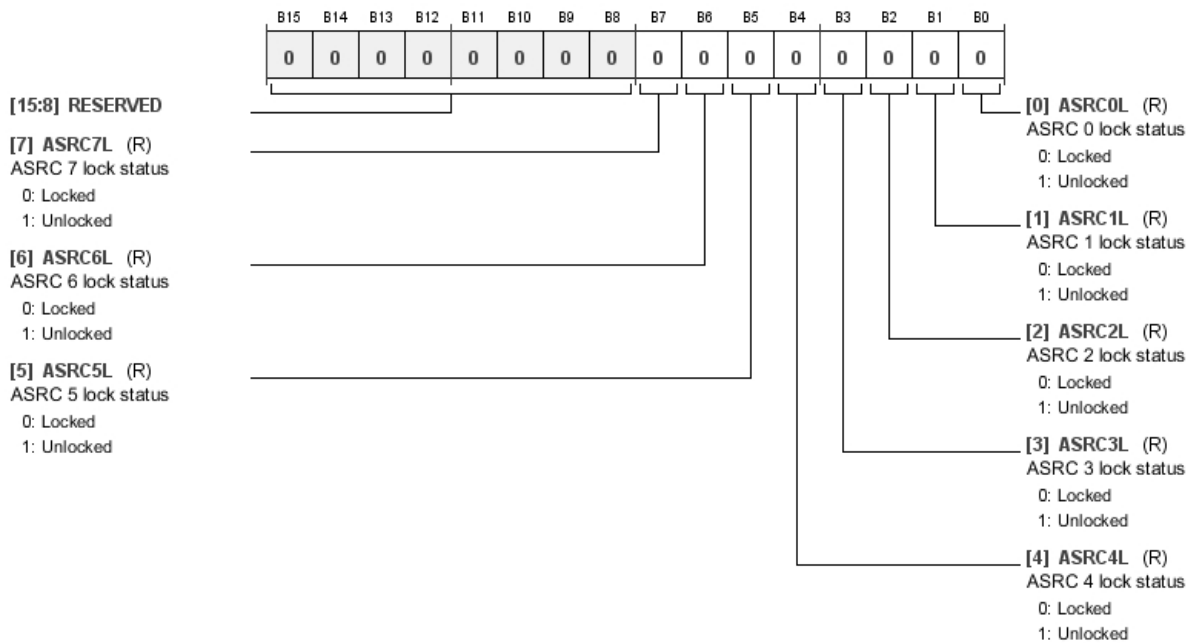 B15 B14 B13 B12 B11 B10 B9 B8 B7 B6 B5 B4 B3 B2 B1 B0
0 0 0 0 0 0 0 0 0 0 0 0 0 0 0 0
[15:8] RESERVED
[7] ASRC7L (R)
ASRC 7 lock status
0: Locked
1: Unlocked
[6] ASRC6L (R)
ASRC 6 lock status
0: Locked
1: Unlocked
[5] ASRC5L (R)
ASRC 5 lock status
0: Locked
1: Unlocked
[0] ASRC0L (R)
ASRC 0 lock status
0: Locked
1: Unlocked
[1] ASRC1L (R)
ASRC 1 lock status
0: Locked
1: Unlocked
[2] ASRC2L (R)
ASRC 2 lock status
0: Locked
1: Unlocked
[3] ASRC3L (R)
ASRC 3 lock status
0: Locked
1: Unlocked
[4] ASRC4L (R)
ASRC 4 lock status
0: Locked
1: Unlocked